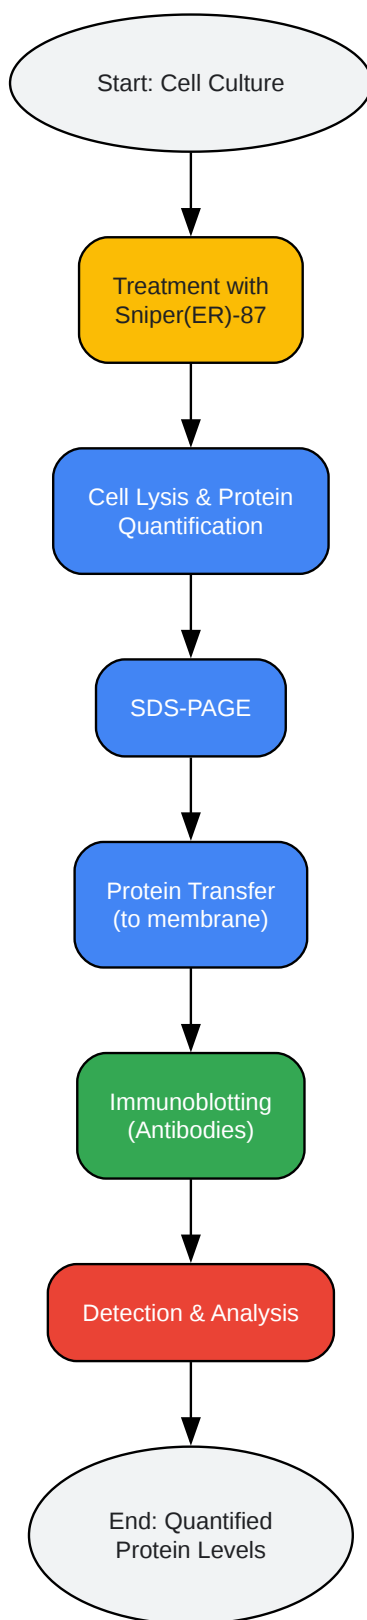 Start: Cell Culture
Treatment with
Sniper(ER)-87
Cell Lysis & Protein
Quantification
SDS-PAGE
Protein Transfer
(to membrane)
Immunoblotting
(Antibodies)
Detection & Analysis
End: Quantified
Protein Levels